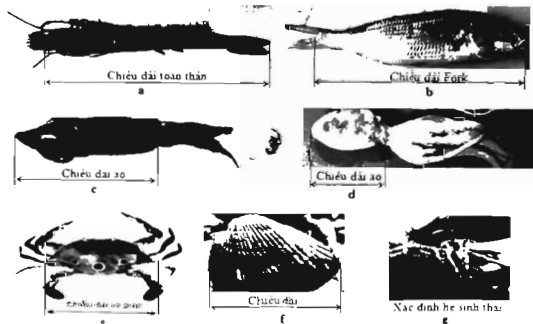 Chiều dài toàn thân
a
Chiều dài Fork
b
Chiều dài áo
c
Chiều dài áo
d
e
Chiều dài
f
Xác định hệ sinh thái
g